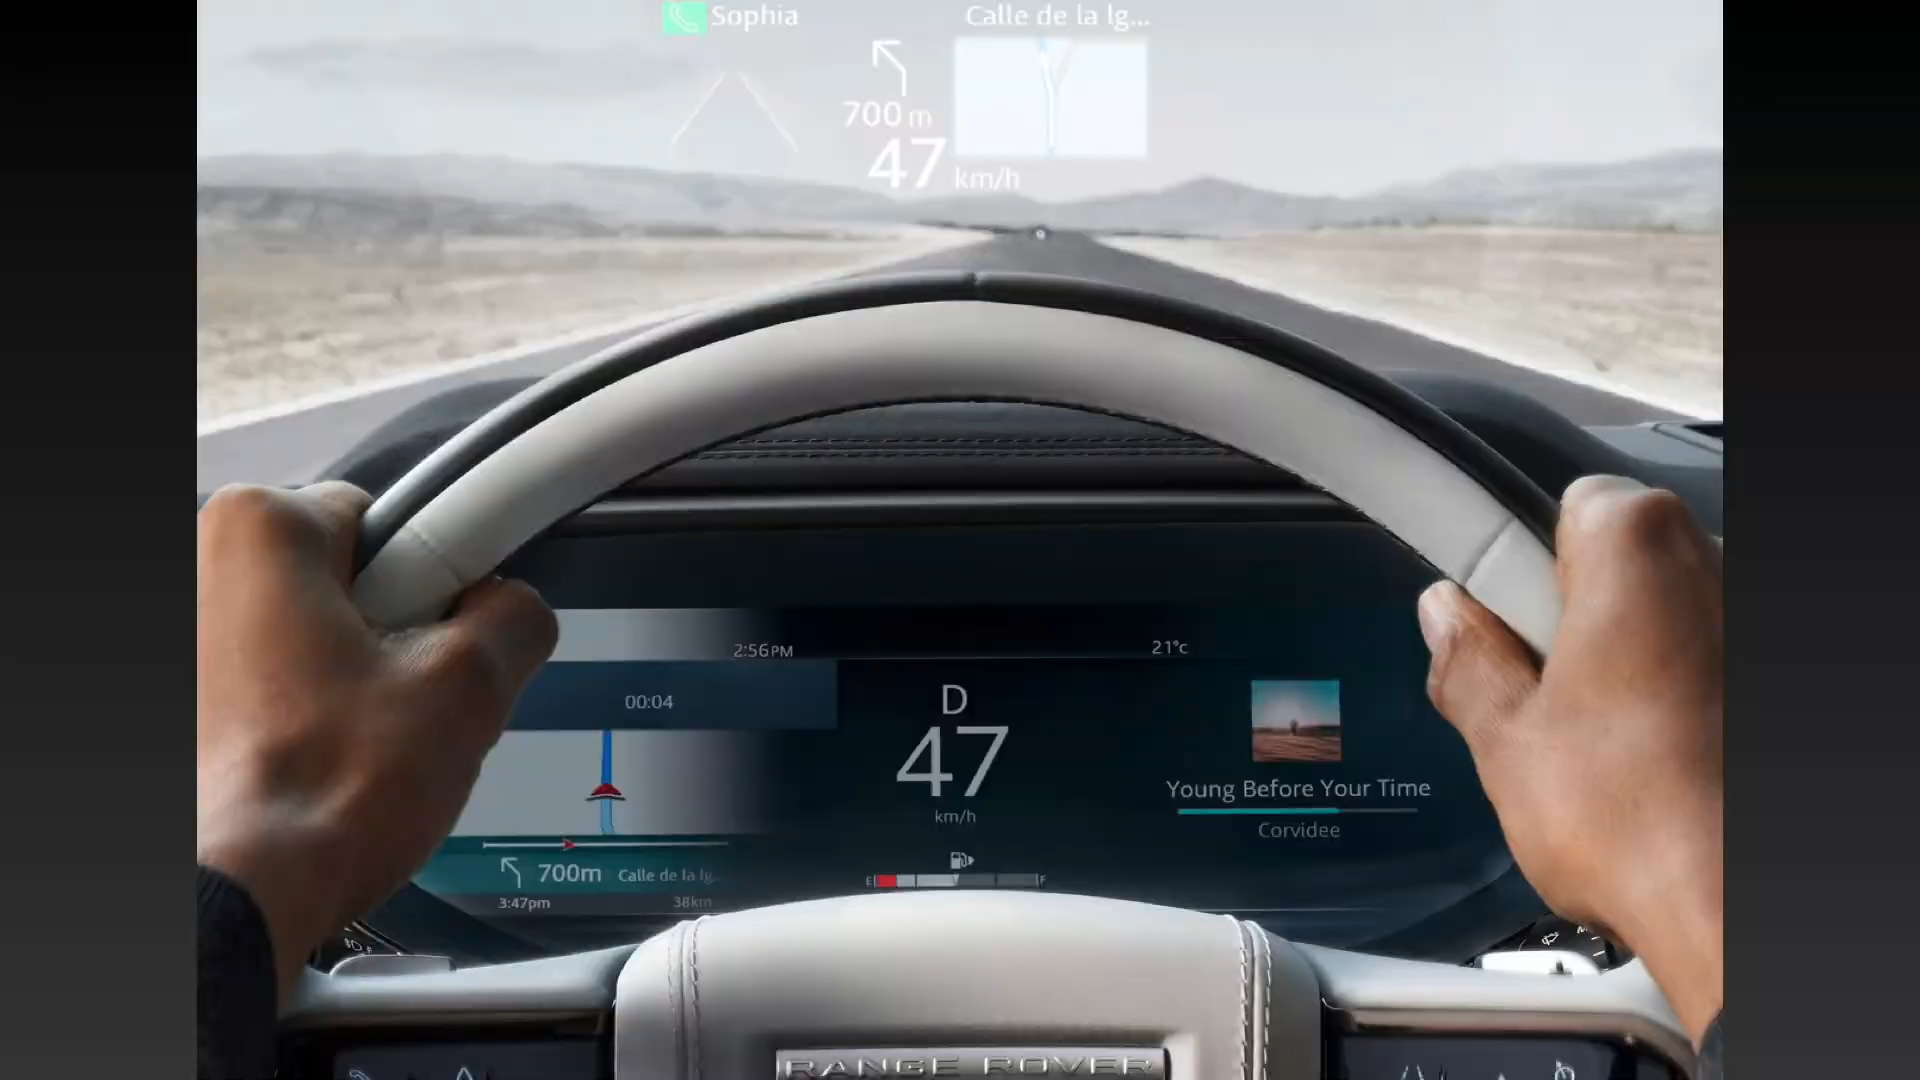 Sophia
Calle de la Ig...
700 m
47 km/h
2:56PM
21°c
00:04
D
47
km/h
Young Before Your Time
Corvidee
700m Calle de la Ig...
3:47pm 38km
E F
RANGE ROVER